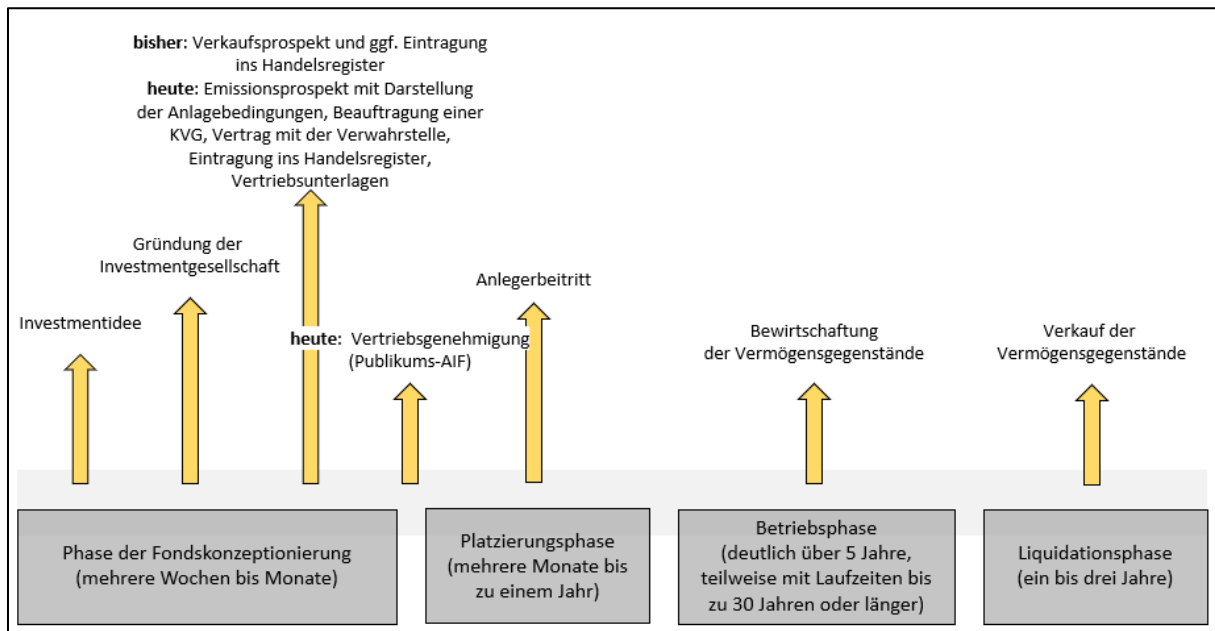 bisher: Verkaufsprospekt und ggf. Eintragung
ins Handelsregister
heute: Emissionsprospekt mit Darstellung
der Anlagebedingungen, Beauftragung einer
KVG, Vertrag mit der Verwahrstelle,
Eintragung ins Handelsregister,
Vertriebsunterlagen
Gründung der
Investmentgesellschaft
Anlegerbeitritt
Investmentidee
heute: Vertriebsgenehmigung
(Publikums-AIF)
Bewirtschaftung
der Vermögensgegenstände
Verkauf der
Vermögensgegenstände
Phase der Fondskonzeptionierung
(mehrere Wochen bis Monate)
Platzierungsphase
(mehrere Monate bis
zu einem Jahr)
Betriebsphase
(deutlich über 5 Jahre,
teilweise mit Laufzeiten bis
zu 30 Jahren oder länger)
Liquidationsphase
(ein bis drei Jahre)